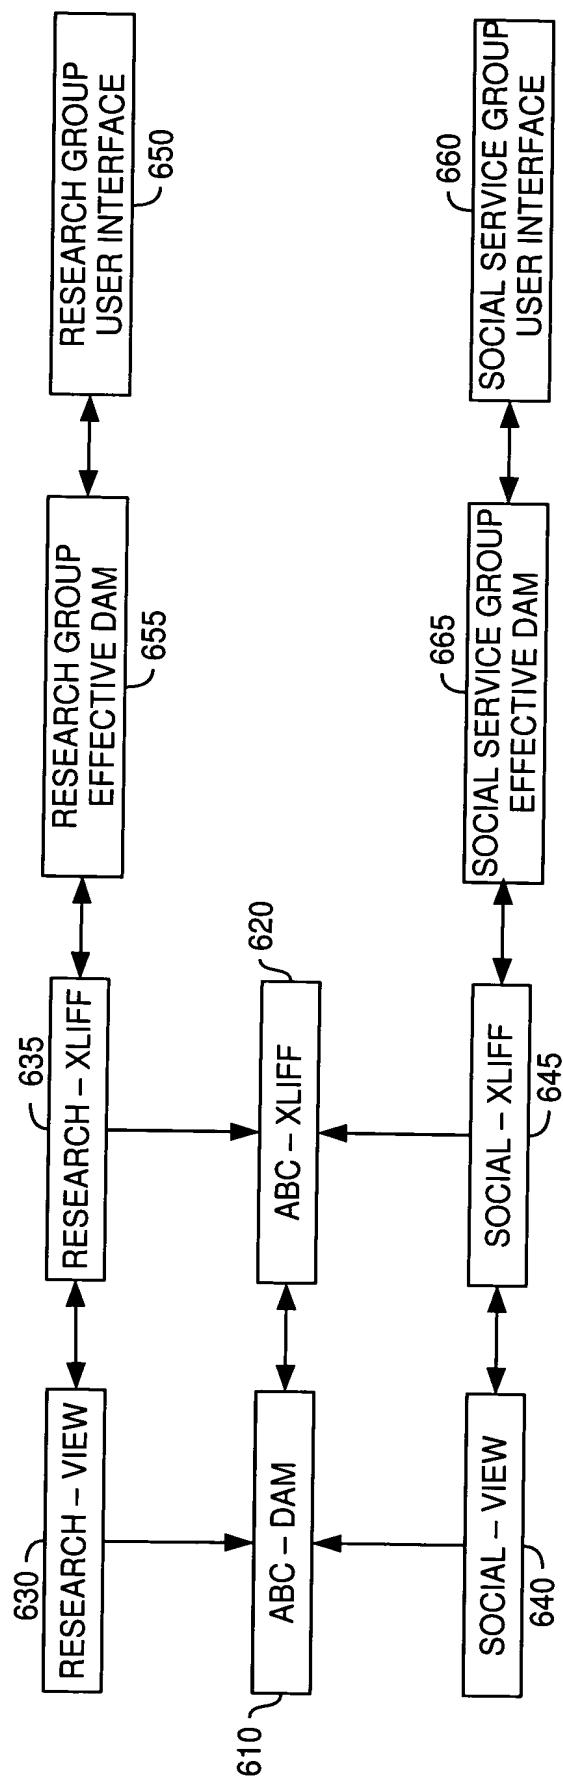 630
RESEARCH – VIEW
635
RESEARCH – XLIFF
RESEARCH GROUP
EFFECTIVE DAM
655
RESEARCH GROUP
USER INTERFACE
650
610
ABC – DAM
ABC – XLIFF
620
SOCIAL – VIEW
640
SOCIAL – XLIFF
645
665
SOCIAL SERVICE GROUP
EFFECTIVE DAM
660
SOCIAL SERVICE GROUP
USER INTERFACE